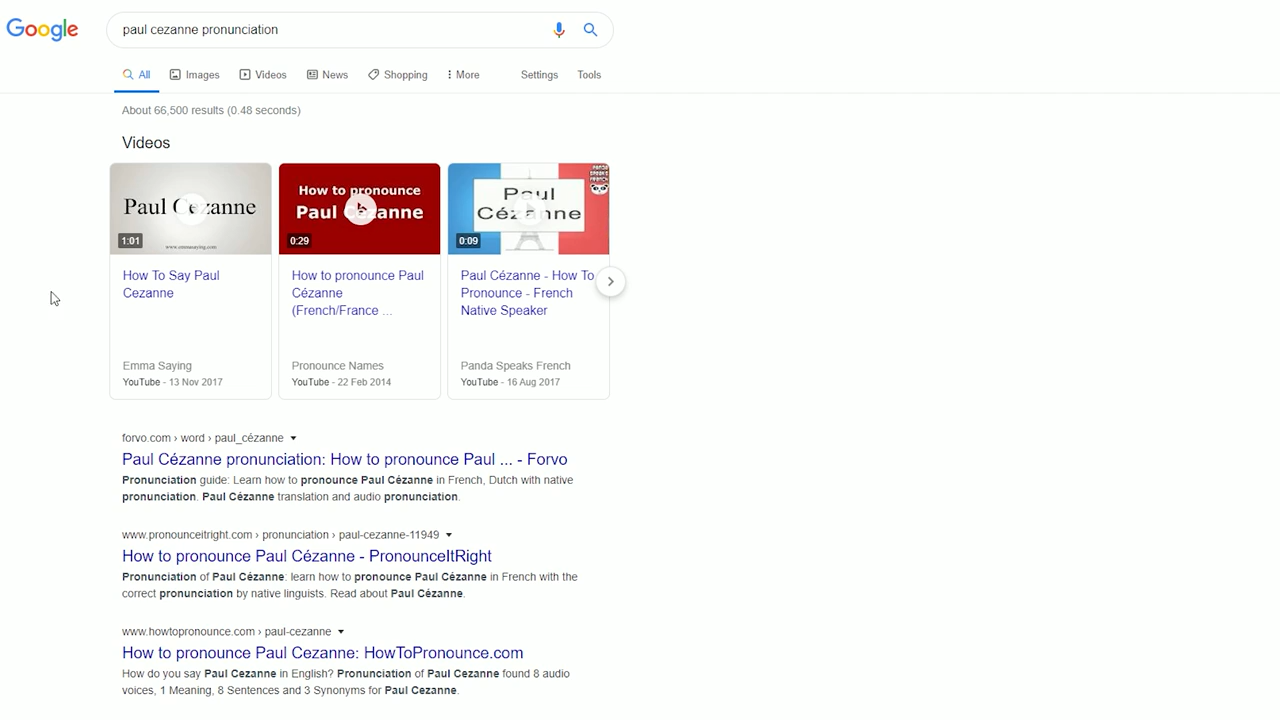 Google
paul cezanne pronunciation
All Images Videos News Shopping More Settings Tools
About 66,500 results (0.48 seconds)
Videos
Paul Cezanne
1:01
www.emmasaying.com
How To Say Paul
Cezanne
Emma Saying
YouTube - 13 Nov 2017
How to pronounce
Paul Cezanne
0:29
How to pronounce Paul
Cézanne
(French/France ...
Pronounce Names
YouTube - 22 Feb 2014
PANDA
SPEAKS
FRENCH
Paul
Cézanne
0:09
Paul Cézanne - How To
Pronounce - French
Native Speaker
Panda Speaks French
YouTube - 16 Aug 2017
forvo.com › word › paul_cézanne
Paul Cézanne pronunciation: How to pronounce Paul ... - Forvo
Pronunciation guide: Learn how to pronounce Paul Cézanne in French, Dutch with native
pronunciation. Paul Cézanne translation and audio pronunciation.
www.pronounceitright.com › pronunciation › paul-cezanne-11949
How to pronounce Paul Cézanne - PronounceItRight
Pronunciation of Paul Cézanne: learn how to pronounce Paul Cézanne in French with the
correct pronunciation by native linguists. Read about Paul Cézanne.
www.howtopronounce.com › paul-cezanne
How to pronounce Paul Cezanne: HowToPronounce.com
How do you say Paul Cezanne in English? Pronunciation of Paul Cezanne found 8 audio
voices, 1 Meaning, 8 Sentences and 3 Synonyms for Paul Cezanne.